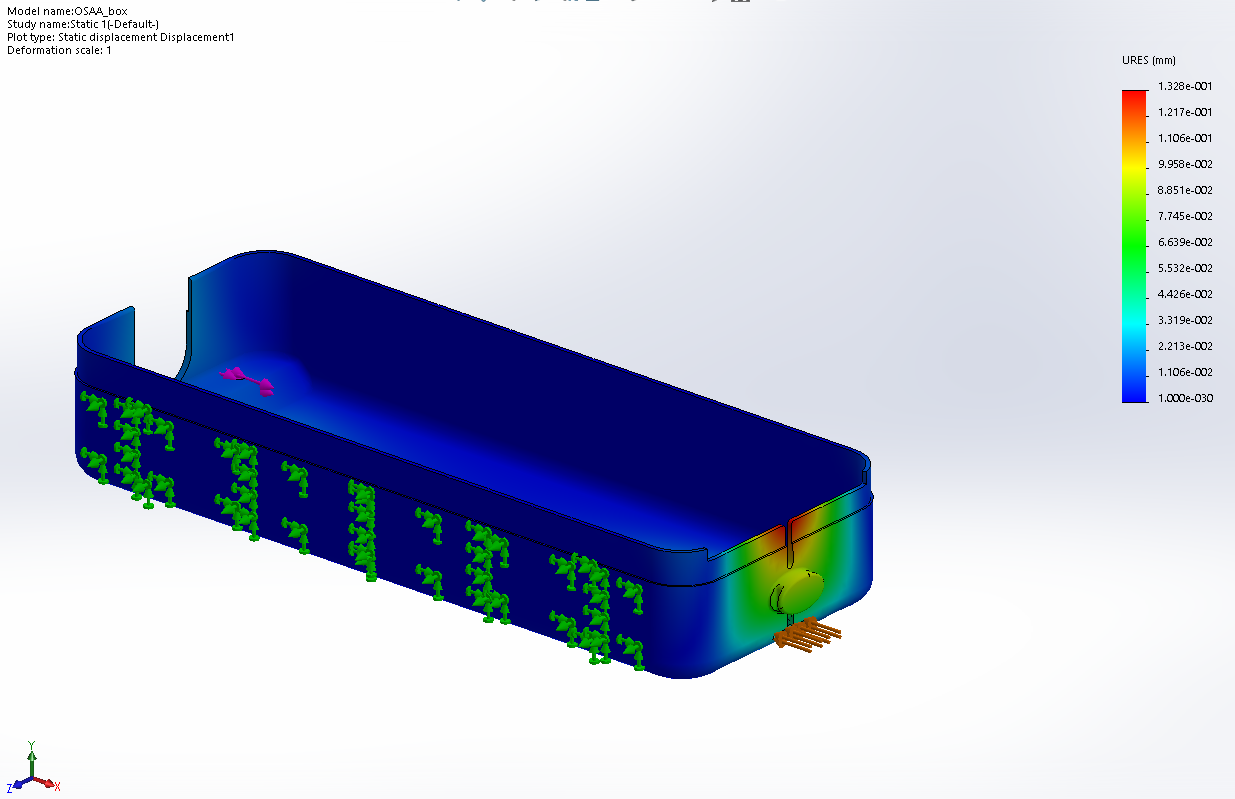 Model name:OSAA_box
Study name:Static 1(-Default-)
Plot type: Static displacement Displacement1
Deformation scale: 1
URES (mm)
1.328e-001
1.217e-001
1.106e-001
9.958e-002
8.851e-002
7.745e-002
6.639e-002
5.532e-002
4.426e-002
3.319e-002
2.213e-002
1.106e-002
1.000e-030
Y
Z
X